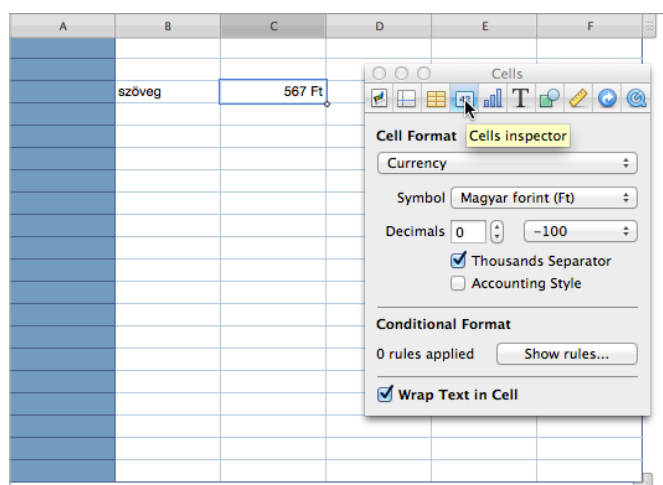 A B C D E F
Cells
szöveg 567 Ft
42
T
Cell Format Cells inspector
Currency
Symbol Magyar forint (Ft)
Decimals 0 -100
Thousands Separator
Accounting Style
Conditional Format
0 rules applied Show rules...
Wrap Text in Cell